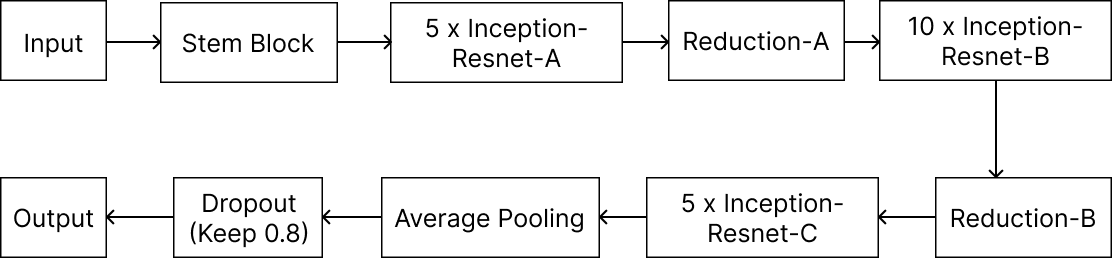 Input
Stem Block
5 x Inception-
Resnet-A
Reduction-A
10 x Inception-
Resnet-B
Reduction-B
5 x Inception-
Resnet-C
Average Pooling
Dropout
(Keep 0.8)
Output